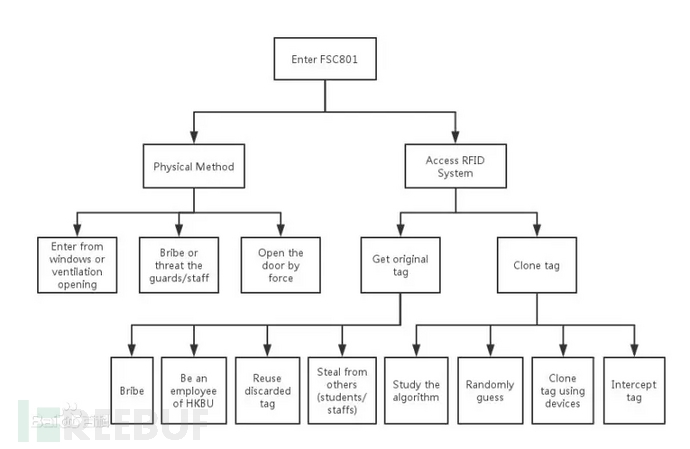 Enter FSC801
Physical Method
Access RFID
System
Enter from
windows or
ventilation
opening
Bribe or
threat the
guards/staff
Open the
door by
force
Get original
tag
Clone tag
Bribe
Be an
employee
of HKBU
Reuse
discarded
tag
Steal from
others
(students/
staffs)
Study the
algorithm
Randomly
guess
Clone
tag using
devices
Intercept
tag
REEBUF